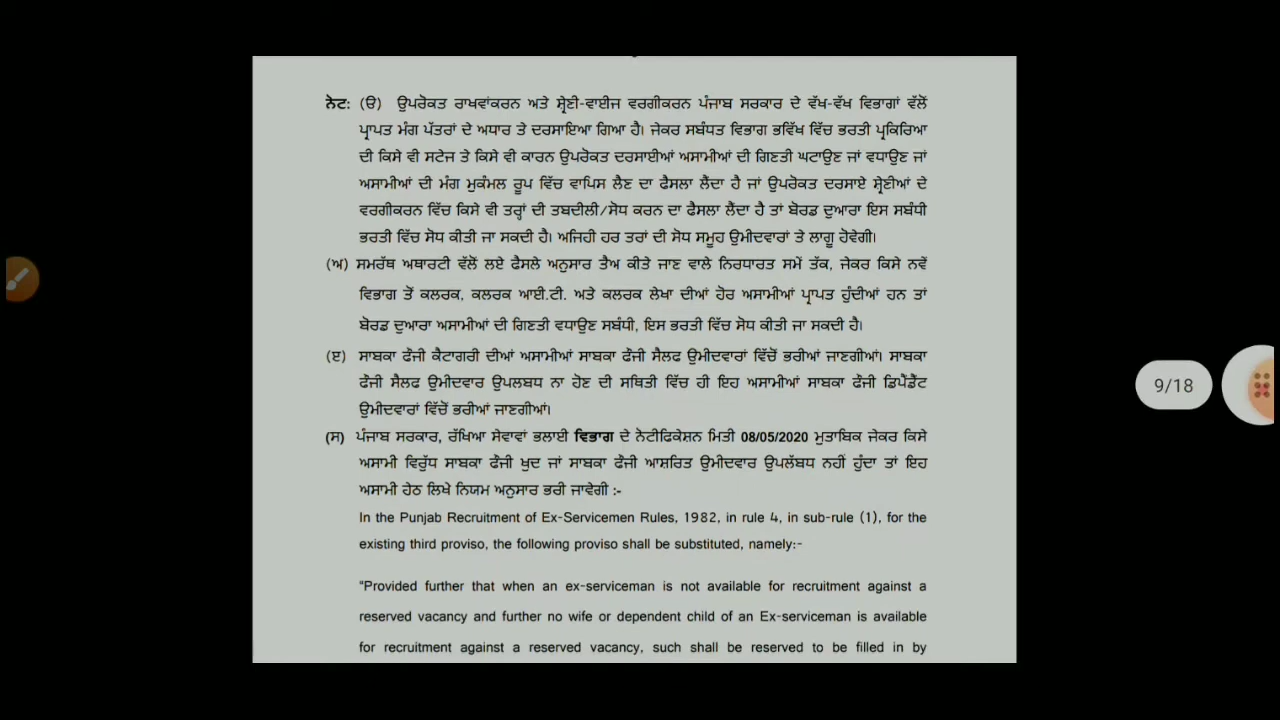 ਨੋਟ: (ੳ) ਉਪਰੋਕਤ ਰਾਖਵਾਂਕਰਨ ਅਤੇ ਸ਼੍ਰੇਣੀ-ਵਾਈਜ ਵਰਗੀਕਰਨ ਪੰਜਾਬ ਸਰਕਾਰ ਦੇ ਵੱਖ-ਵੱਖ ਵਿਭਾਗਾਂ ਵੱਲੋਂ
ਪ੍ਰਾਪਤ ਮੰਗ ਪੱਤਰਾਂ ਦੇ ਅਧਾਰ ਤੇ ਦਰਸਾਇਆ ਗਿਆ ਹੈ। ਜੇਕਰ ਸਬੰਧਤ ਵਿਭਾਗ ਭਵਿੱਖ ਵਿੱਚ ਭਰਤੀ ਪ੍ਰਕਿਰਿਆ
ਦੀ ਕਿਸੇ ਵੀ ਸਟੇਜ ਤੇ ਕਿਸੇ ਵੀ ਕਾਰਨ ਉਪਰੋਕਤ ਦਰਸਾਈਆਂ ਅਸਾਮੀਆਂ ਦੀ ਗਿਣਤੀ ਘਟਾਉਣ ਜਾਂ ਵਧਾਉਣ ਜਾਂ
ਅਸਾਮੀਆਂ ਦੀ ਮੰਗ ਮੁਕੰਮਲ ਰੂਪ ਵਿੱਚ ਵਾਪਿਸ ਲੈਣ ਦਾ ਫੈਸਲਾ ਲੈਂਦਾ ਹੈ ਜਾਂ ਉਪਰੋਕਤ ਦਰਸਾਏ ਸ਼੍ਰੇਣੀਆਂ ਦੇ
ਵਰਗੀਕਰਨ ਵਿੱਚ ਕਿਸੇ ਵੀ ਤਰ੍ਹਾਂ ਦੀ ਤਬਦੀਲੀ/ਸੋਧ ਕਰਨ ਦਾ ਫੈਸਲਾ ਲੈਂਦਾ ਹੈ ਤਾਂ ਬੋਰਡ ਦੁਆਰਾ ਇਸ ਸਬੰਧੀ
ਭਰਤੀ ਵਿੱਚ ਸੋਧ ਕੀਤੀ ਜਾ ਸਕਦੀ ਹੈ। ਅਜਿਹੀ ਹਰ ਤਰਾਂ ਦੀ ਸੋਧ ਸਮੂਹ ਉਮੀਦਵਾਰਾਂ ਤੇ ਲਾਗੂ ਹੋਵੇਗੀ।
(ਅ) ਸਮਰੱਥ ਅਥਾਰਟੀ ਵੱਲੋਂ ਲਏ ਫੈਸਲੇ ਅਨੁਸਾਰ ਤੈਅ ਕੀਤੇ ਜਾਣ ਵਾਲੇ ਨਿਰਧਾਰਤ ਸਮੇਂ ਤੱਕ, ਜੇਕਰ ਕਿਸੇ ਨਵੇਂ
ਵਿਭਾਗ ਤੋਂ ਕਲਰਕ, ਕਲਰਕ ਆਈ.ਟੀ. ਅਤੇ ਕਲਰਕ ਲੇਖਾ ਦੀਆਂ ਹੋਰ ਅਸਾਮੀਆਂ ਪ੍ਰਾਪਤ ਹੁੰਦੀਆਂ ਹਨ ਤਾਂ
ਬੋਰਡ ਦੁਆਰਾ ਅਸਾਮੀਆਂ ਦੀ ਗਿਣਤੀ ਵਧਾਉਣ ਸਬੰਧੀ, ਇਸ ਭਰਤੀ ਵਿੱਚ ਸੋਧ ਕੀਤੀ ਜਾ ਸਕਦੀ ਹੈ।
(ੲ) ਸਾਬਕਾ ਫੌਜੀ ਕੈਟਾਗਰੀ ਦੀਆਂ ਅਸਾਮੀਆਂ ਸਾਬਕਾ ਫੌਜੀ ਸੈਲਫ ਉਮੀਦਵਾਰਾਂ ਵਿੱਚੋਂ ਭਰੀਆਂ ਜਾਣਗੀਆਂ। ਸਾਬਕਾ
ਫੌਜੀ ਸੈਲਫ ਉਮੀਦਵਾਰ ਉਪਲਬਧ ਨਾ ਹੋਣ ਦੀ ਸਥਿਤੀ ਵਿੱਚ ਹੀ ਇਹ ਅਸਾਮੀਆਂ ਸਾਬਕਾ ਫੌਜੀ ਡਿਪੈਂਡੈਂਟ
ਉਮੀਦਵਾਰਾਂ ਵਿੱਚੋਂ ਭਰੀਆਂ ਜਾਣਗੀਆਂ।
(ਸ) ਪੰਜਾਬ ਸਰਕਾਰ, ਰੱਖਿਆ ਸੇਵਾਵਾਂ ਭਲਾਈ ਵਿਭਾਗ ਦੇ ਨੋਟੀਫਿਕੇਸ਼ਨ ਮਿਤੀ 08/05/2020 ਮੁਤਾਬਿਕ ਜੇਕਰ ਕਿਸੇ
ਅਸਾਮੀ ਵਿਰੁੱਧ ਸਾਬਕਾ ਫੌਜੀ ਖੁਦ ਜਾਂ ਸਾਬਕਾ ਫੌਜੀ ਆਸ਼ਰਿਤ ਉਮੀਦਵਾਰ ਉਪਲੱਬਧ ਨਹੀਂ ਹੁੰਦਾ ਤਾਂ ਇਹ
ਅਸਾਮੀ ਹੇਠ ਲਿਖੇ ਨਿਯਮ ਅਨੁਸਾਰ ਭਰੀ ਜਾਵੇਗੀ :-
In the Punjab Recruitment of Ex-Servicemen Rules, 1982, in rule 4, in sub-rule (1), for the
existing third proviso, the following proviso shall be substituted, namely:-
“Provided further that when an ex-serviceman is not available for recruitment against a
reserved vacancy and further no wife or dependent child of an Ex-serviceman is available
for recruitment against a reserved vacancy, such shall be reserved to be filled in by
9/18